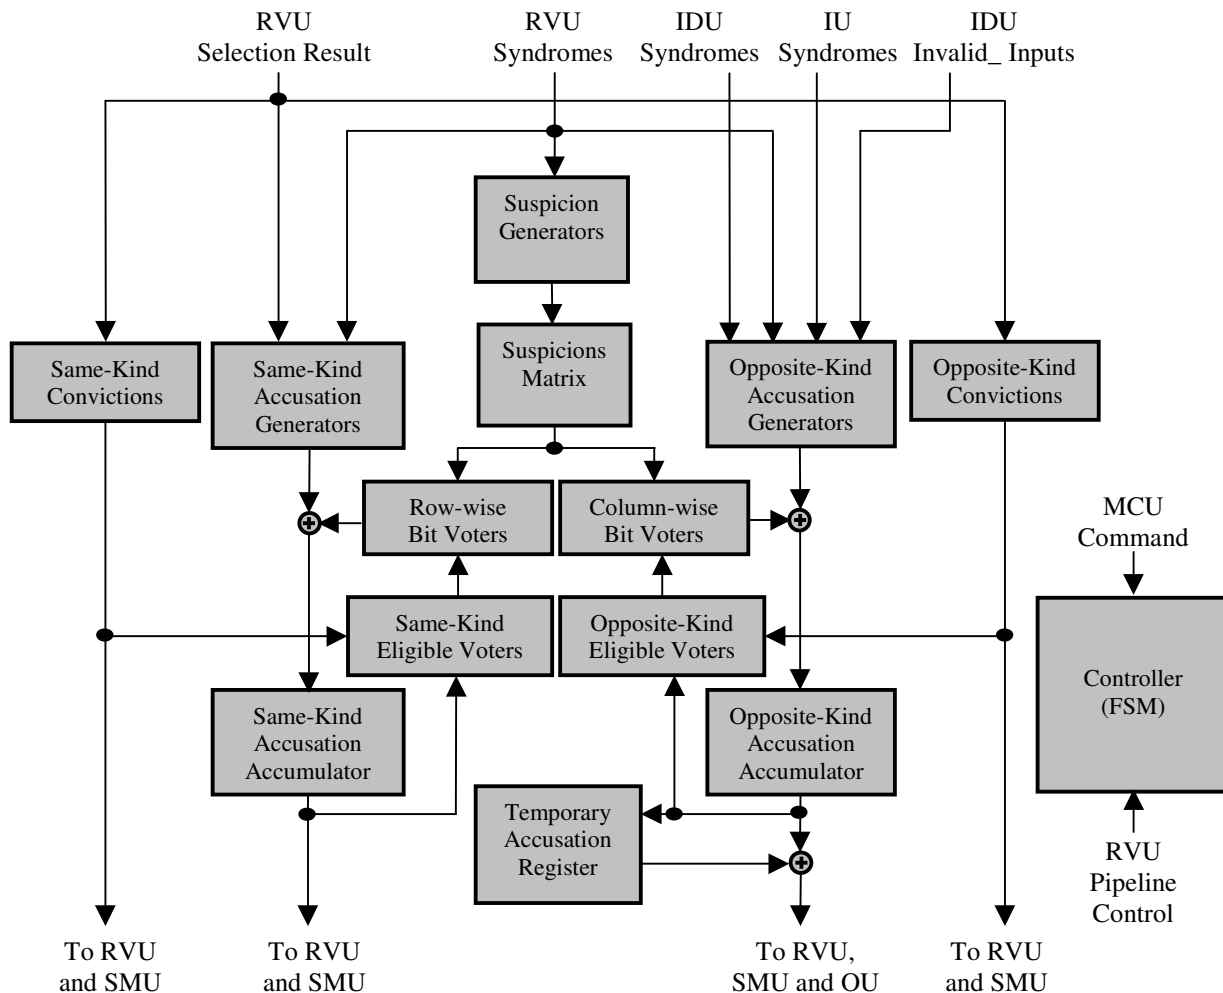 RVU
Selection Result
RVU
Syndromes
IDU
Syndromes
IU
Syndromes
IDU
Invalid_ Inputs
Suspicion
Generators
Same-Kind
Convictions
Same-Kind
Accusation
Generators
Suspicions
Matrix
Opposite-Kind
Accusation
Generators
Opposite-Kind
Convictions
Row-wise
Bit Voters
Column-wise
Bit Voters
MCU
Command
Same-Kind
Eligible Voters
Opposite-Kind
Eligible Voters
Controller
(FSM)
Same-Kind
Accusation
Accumulator
Opposite-Kind
Accusation
Accumulator
Temporary
Accusation
Register
RVU
Pipeline
Control
To RVU
and SMU
To RVU
and SMU
To RVU,
SMU and OU
To RVU
and SMU